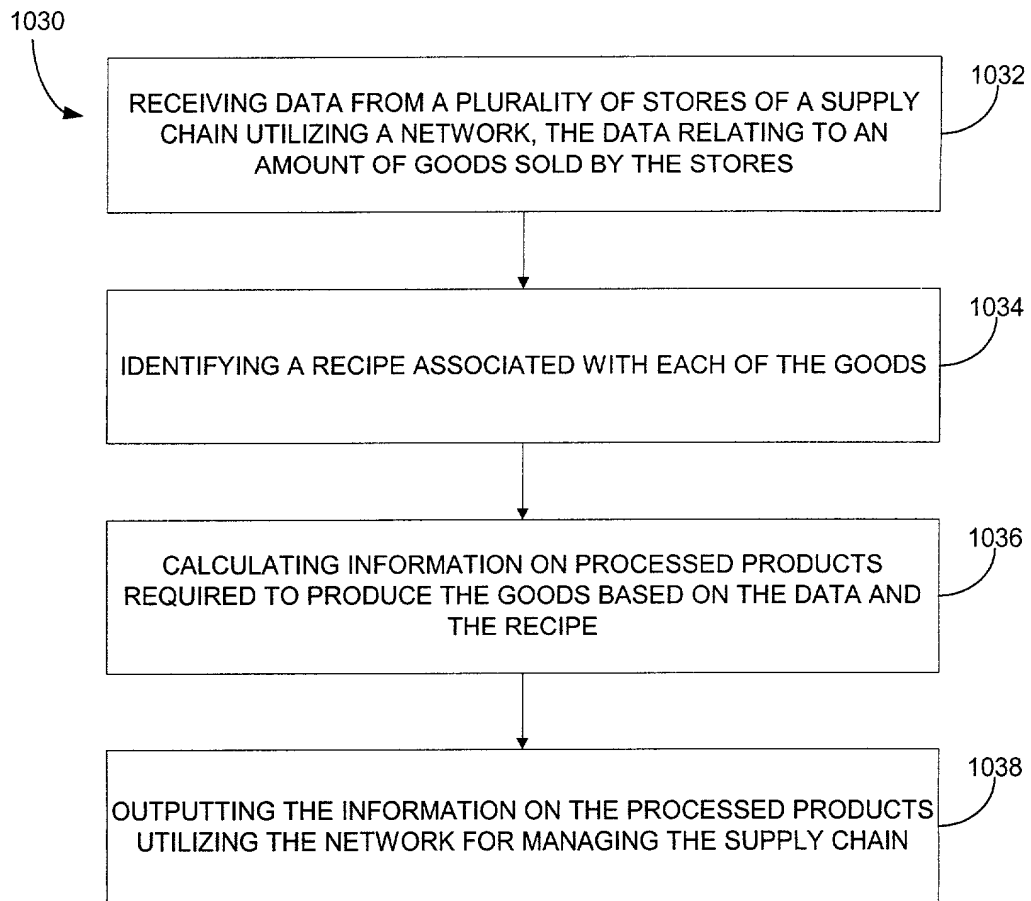 1030
1032
RECEIVING DATA FROM A PLURALITY OF STORES OF A SUPPLY
CHAIN UTILIZING A NETWORK, THE DATA RELATING TO AN
AMOUNT OF GOODS SOLD BY THE STORES
1034
IDENTIFYING A RECIPE ASSOCIATED WITH EACH OF THE GOODS
1036
CALCULATING INFORMATION ON PROCESSED PRODUCTS
REQUIRED TO PRODUCE THE GOODS BASED ON THE DATA AND
THE RECIPE
1038
OUTPUTTING THE INFORMATION ON THE PROCESSED PRODUCTS
UTILIZING THE NETWORK FOR MANAGING THE SUPPLY CHAIN